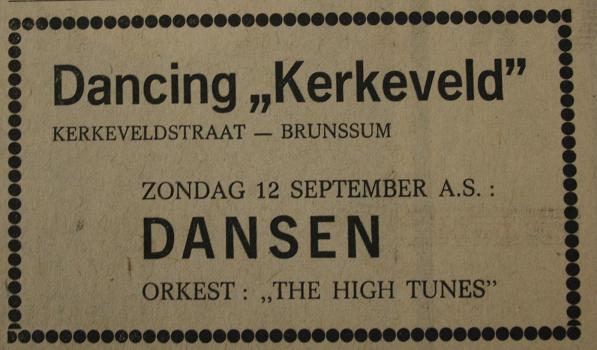 Dancing „Kerkeveld”
KERKEVELDSTRAAT — BRUNSSUM
ZONDAG 12 SEPTEMBER A.S. :
DANSEN
ORKEST : „THE HIGH TUNES”